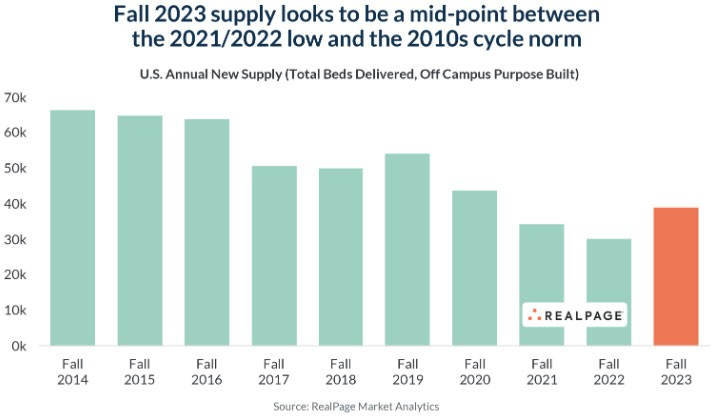 Fall 2023 supply looks to be a mid-point between
the 2021/2022 low and the 2010s cycle norm
U.S. Annual New Supply (Total Beds Delivered, Off Campus Purpose Built)
70k
60k
50k
40k
30k
20k
10k
0k
REALPAGE
Fall
2014
Fall
2015
Fall
2016
Fall
2017
Fall
2018
Fall
2019
Fall
2020
Fall
2021
Fall
2022
Fall
2023
Source: RealPage Market Analytics